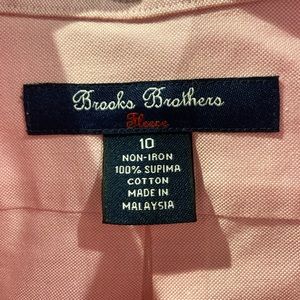 Brooks Brothers
Fleece
10
NON-IRON
100% SUPIMA
COTTON
MADE IN
MALAYSIA